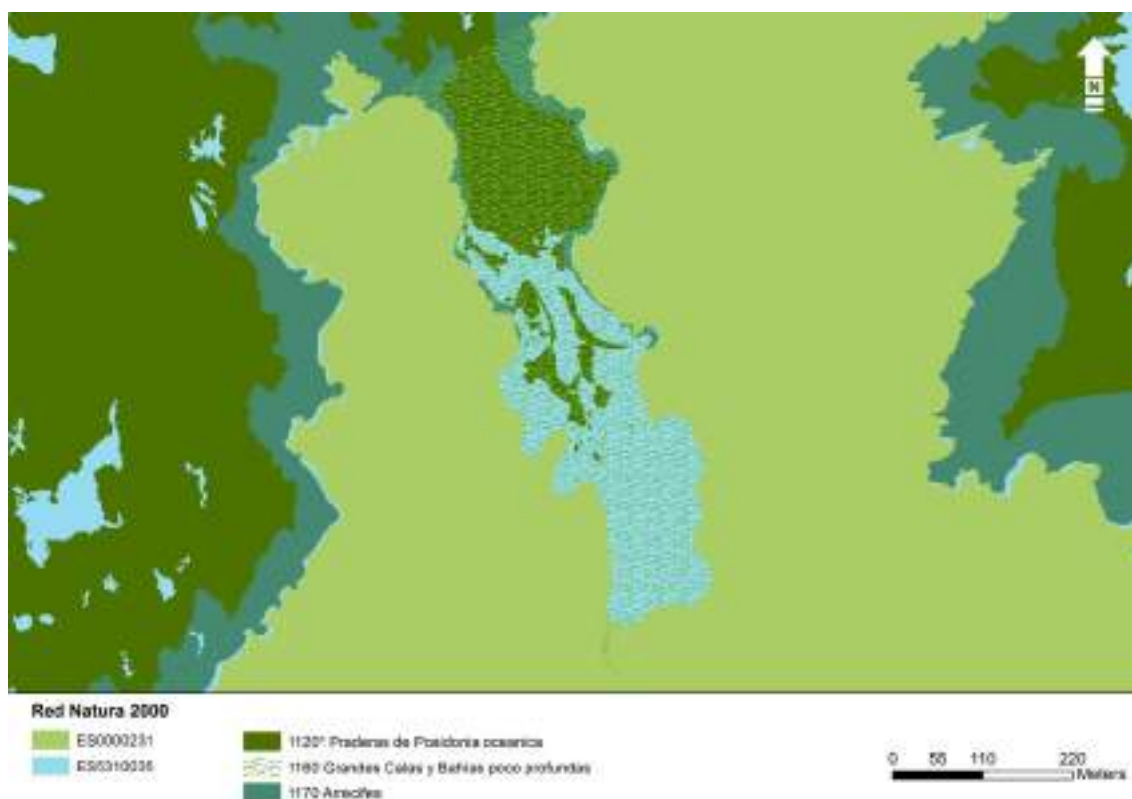 N
Red Natura 2000
ES0000231
ES5310035
1120* Praderas de Posidonia oceanica
1160 Grandes Calas y Bahías poco profundas
1170 Arrecifes
0 55 110 220
Meters